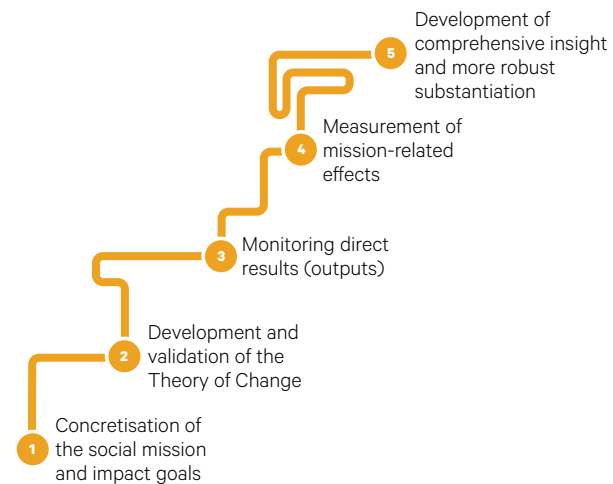 5
Development of
comprehensive insight
and more robust
substantiation
4
Measurement of
mission-related
effects
3
Monitoring direct
results (outputs)
2
Development and
validation of the
Theory of Change
1
Concretisation of
the social mission
and impact goals